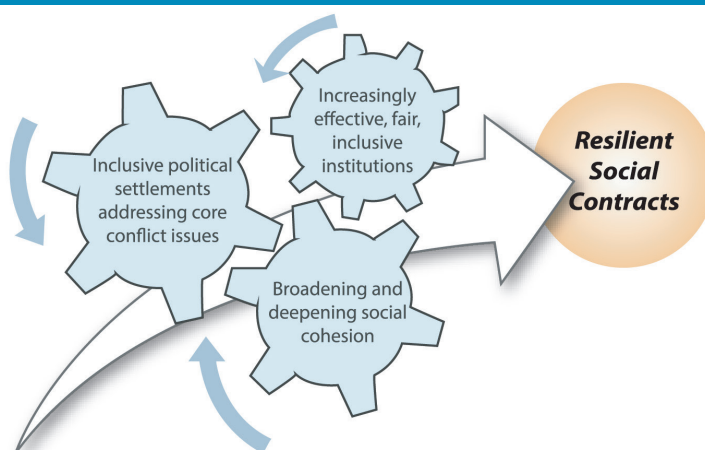 Inclusive political
settlements
addressing core
conflict issues
Increasingly
effective, fair,
inclusive
institutions
Broadening and
deepening social
cohesion
Resilient
Social
Contracts